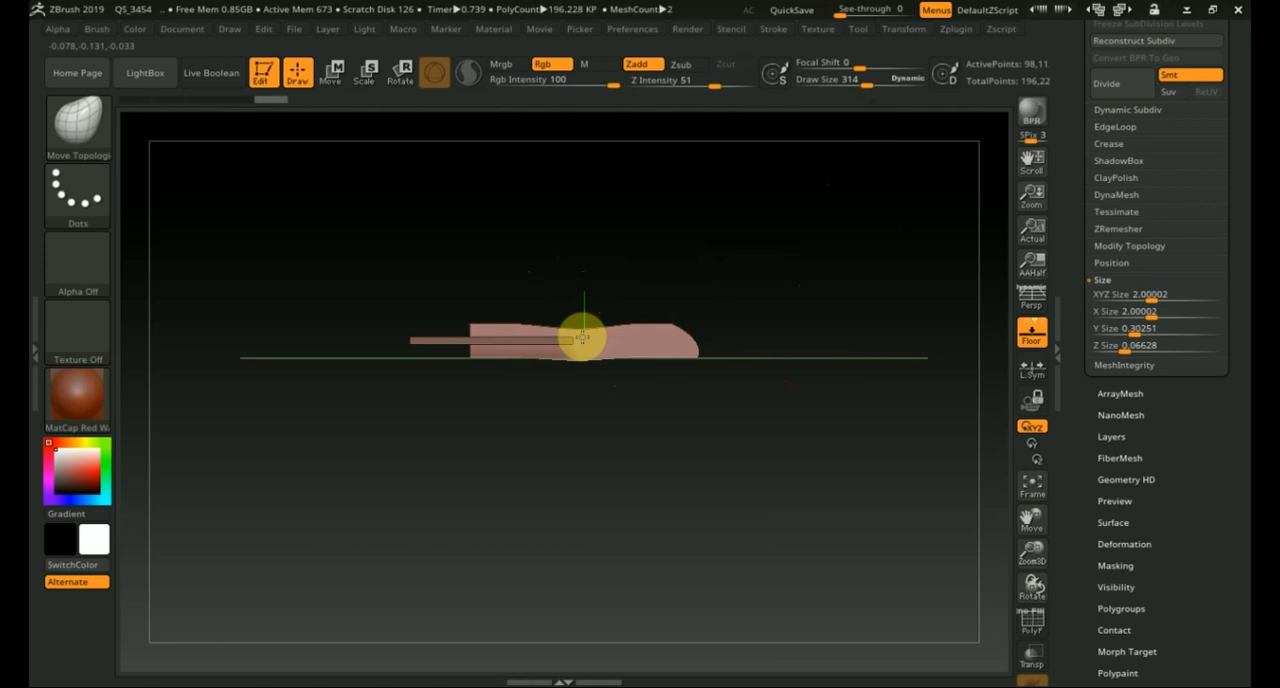 ZBrush 2019 Q5_3454 .. • Free Mem 0.85GB • Active Mem 673 • Scratch Disk 126 • Timer▶0.739 • PolyCount▶196.228 KP • MeshCount▶2 AC QuickSave See-through 0 Menus DefaultZScript
Alpha Brush Color Document Draw Edit File Layer Light Macro Marker Material Movie Picker Preferences Render Stencil Stroke Texture Tool Transform Zplugin Zscript
-0.078,-0.131,-0.033
Home Page LightBox Live Boolean Edit Draw Move Scale Rotate
Mrgb Rgb M
Rgb Intensity 100
Zadd Zsub Zcut
Z Intensity 51
S
Focal Shift 0
Draw Size 314 Dynamic
D
ActivePoints: 98,11
TotalPoints: 196,22
Move Topologi
Dots
Alpha Off
Texture Off
MatCap Red Wa
Gradient
SwitchColor
Alternate
BPR
SPix 3
Scroll
Zoom
Actual
AAHalf
Dynamic
Persp
Floor
L.Sym
XYZ
Frame
Move
Zoom3D
Rotate
PolyF
Transp
Freeze SubDivision Levels
Reconstruct Subdiv
Convert BPR To Geo
Divide Smt
Suv ReUV
Dynamic Subdiv
EdgeLoop
Crease
ShadowBox
ClayPolish
DynaMesh
Tessimate
ZRemesher
Modify Topology
Position
Size
XYZ Size 2.00002
X Size 2.00002
Y Size 0.30251
Z Size 0.06628
MeshIntegrity
ArrayMesh
NanoMesh
Layers
FiberMesh
Geometry HD
Preview
Surface
Deformation
Masking
Visibility
Polygroups
Contact
Morph Target
Polypaint